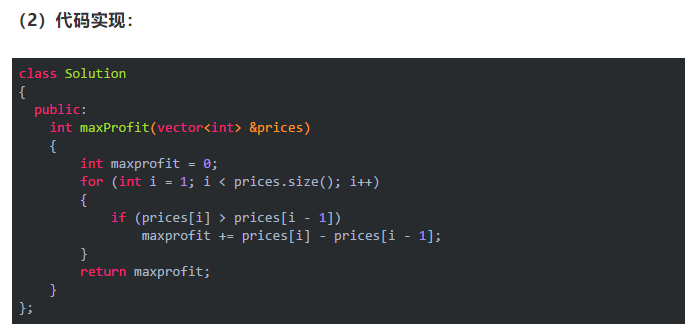 （2）代码实现：
class Solution
{
  public:
    int maxProfit(vector<int> &prices)
    {
        int maxprofit = 0;
        for (int i = 1; i < prices.size(); i++)
        {
            if (prices[i] > prices[i - 1])
                maxprofit += prices[i] - prices[i - 1];
        }
        return maxprofit;
    }
};